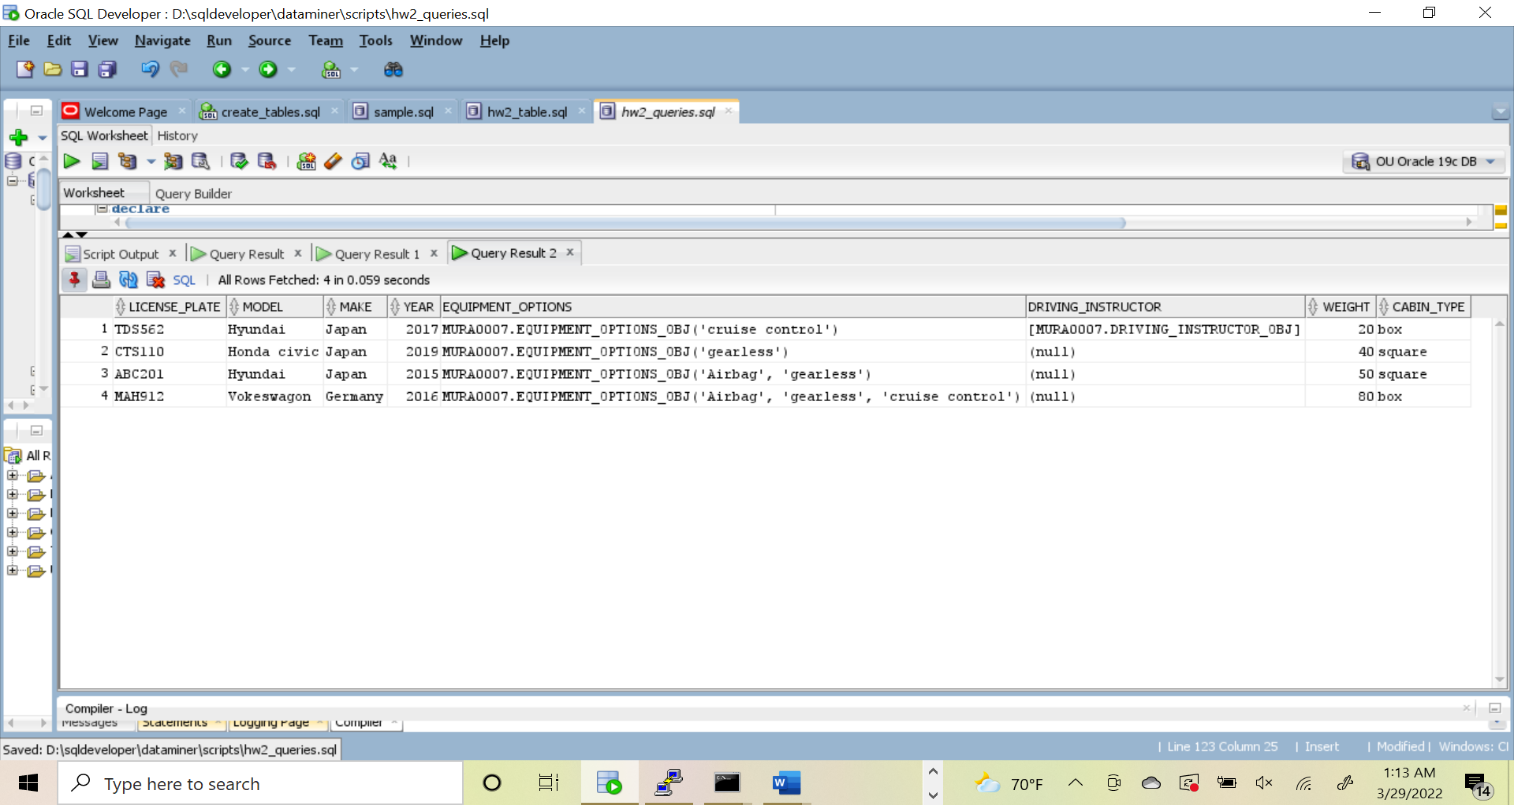 Oracle SQL Developer : D:\sqldeveloper\dataminer\scripts\hw2_queries.sql
File Edit View Navigate Run Source Team Tools Window Help
Welcome Page create_tables.sql sample.sql hw2_table.sql hw2_queries.sql
SQL Worksheet History
OU Oracle 19c DB
Worksheet Query Builder
declare
Script Output Query Result Query Result 1 Query Result 2
SQL All Rows Fetched: 4 in 0.059 seconds
LICENSE_PLATE MODEL MAKE YEAR EQUIPMENT_OPTIONS DRIVING_INSTRUCTOR WEIGHT CABIN_TYPE
1 TDS562 Hyundai Japan 2017 MURA0007.EQUIPMENT_OPTIONS_OBJ('cruise control') [MURA0007.DRIVING_INSTRUCTOR_OBJ] 20 box
2 CTS110 Honda civic Japan 2019 MURA0007.EQUIPMENT_OPTIONS_OBJ('gearless') (null) 40 square
3 ABC201 Hyundai Japan 2015 MURA0007.EQUIPMENT_OPTIONS_OBJ('Airbag', 'gearless') (null) 50 square
4 MAH912 Vokeswagon Germany 2016 MURA0007.EQUIPMENT_OPTIONS_OBJ('Airbag', 'gearless', 'cruise control') (null) 80 box
All R
Compiler - Log
Messages Statements Logging Page Compiler
Saved: D:\sqldeveloper\dataminer\scripts\hw2_queries.sql
Line 123 Column 25 Insert Modified Windows: Cl
Type here to search
70°F
1:13 AM
3/29/2022
14